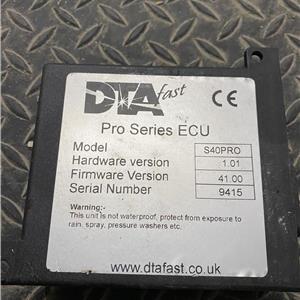 DTAfast CE
Pro Series ECU
Model S40PRO
Hardware version 1.01
Firmware Version 41.00
Serial Number 9415
Warning:-
This unit is not waterproof, protect from exposure to
rain, spray, pressure washers etc.
www.dtafast.co.uk